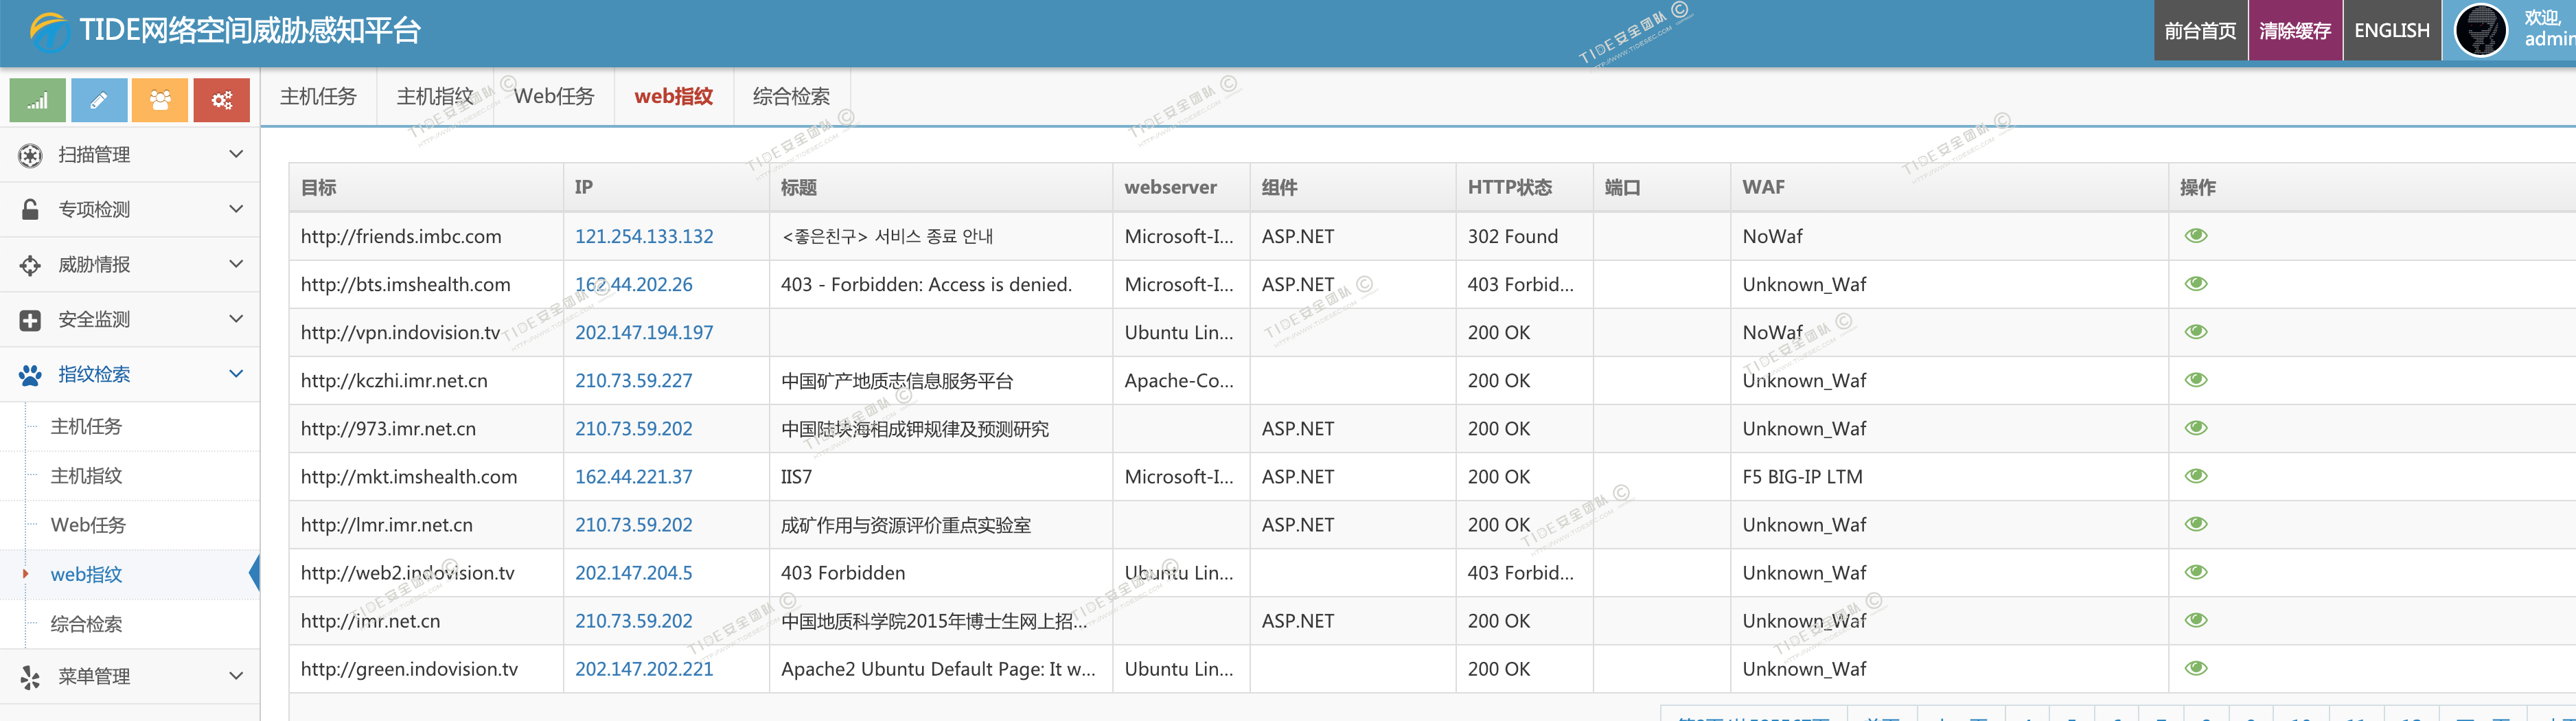 TIDE网络空间威胁感知平台
前台首页 清除缓存 ENGLISH 欢迎,
admin
主机任务 主机指纹 Web任务 web指纹 综合检索
扫描管理
专项检测
威胁情报
安全监测
指纹检索
主机任务
主机指纹
Web任务
web指纹
综合检索
菜单管理
目标 IP 标题 webserver 组件 HTTP状态 端口 WAF 操作
http://friends.imbc.com 121.254.133.132 <좋은친구> 서비스 종료 안내 Microsoft-I... ASP.NET 302 Found NoWaf
http://bts.imshealth.com 162.44.202.26 403 - Forbidden: Access is denied. Microsoft-I... ASP.NET 403 Forbid... Unknown_Waf
http://vpn.indovision.tv 202.147.194.197 Ubuntu Lin... 200 OK NoWaf
http://kczhi.imr.net.cn 210.73.59.227 中国矿产地质志信息服务平台 Apache-Co... 200 OK Unknown_Waf
http://973.imr.net.cn 210.73.59.202 中国陆块海相成钾规律及预测研究 ASP.NET 200 OK Unknown_Waf
http://mkt.imshealth.com 162.44.221.37 IIS7 Microsoft-I... ASP.NET 200 OK F5 BIG-IP LTM
http://lmr.imr.net.cn 210.73.59.202 成矿作用与资源评价重点实验室 ASP.NET 200 OK Unknown_Waf
http://web2.indovision.tv 202.147.204.5 403 Forbidden Ubuntu Lin... 403 Forbid... Unknown_Waf
http://imr.net.cn 210.73.59.202 中国地质科学院2015年博士生网上招... ASP.NET 200 OK Unknown_Waf
http://green.indovision.tv 202.147.202.221 Apache2 Ubuntu Default Page: It w... Ubuntu Lin... 200 OK Unknown_Waf
TIDE安全团队 ©
HTTP://WWW.TIDESEC.COM